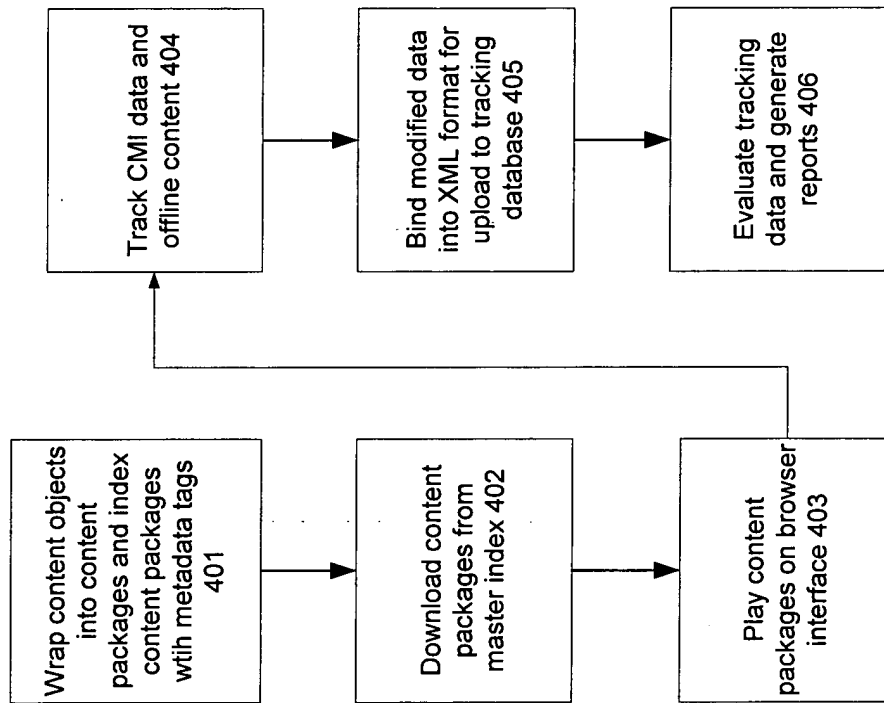 Wrap content objects
into content
packages and index
content packages
wtih metadata tags
401
Download content
packages from
master index 402
Play content
packages on browser
interface 403
Track CMI data and
offline content 404
Bind modified data
into XML format for
upload to tracking
database 405
Evaluate tracking
data and generate
reports 406